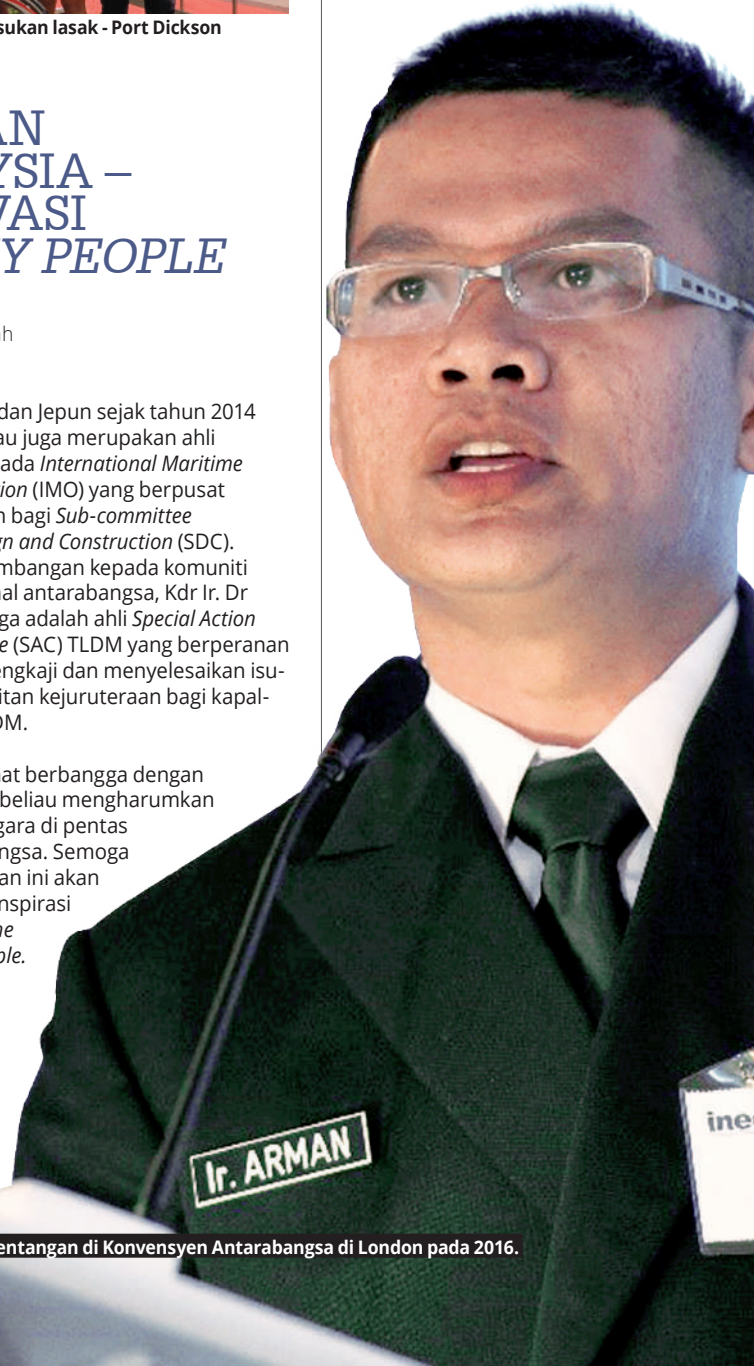 sukan lasak - Port Dickson
AN
YSIA –
VASI
Y PEOPLE
ah
dan Jepun sejak tahun 2014
au juga merupakan ahli
ada International Maritime
ion (IMO) yang berpusat
n bagi Sub-committee
gn and Construction (SDC).
mbangan kepada komuniti
al antarabangsa, Kdr Ir. Dr
ga adalah ahli Special Action
e (SAC) TLDM yang berperanan
engkaji dan menyelesaikan isu-
itan kejuruteraan bagi kapal-
DM.
at berbangga dengan
beliau mengharumkan
gara di pentas
ngsa. Semoga
an ini akan
nspirasi
ne
ple.
Ir. ARMAN
ine
entangan di Konvensyen Antarabangsa di London pada 2016.